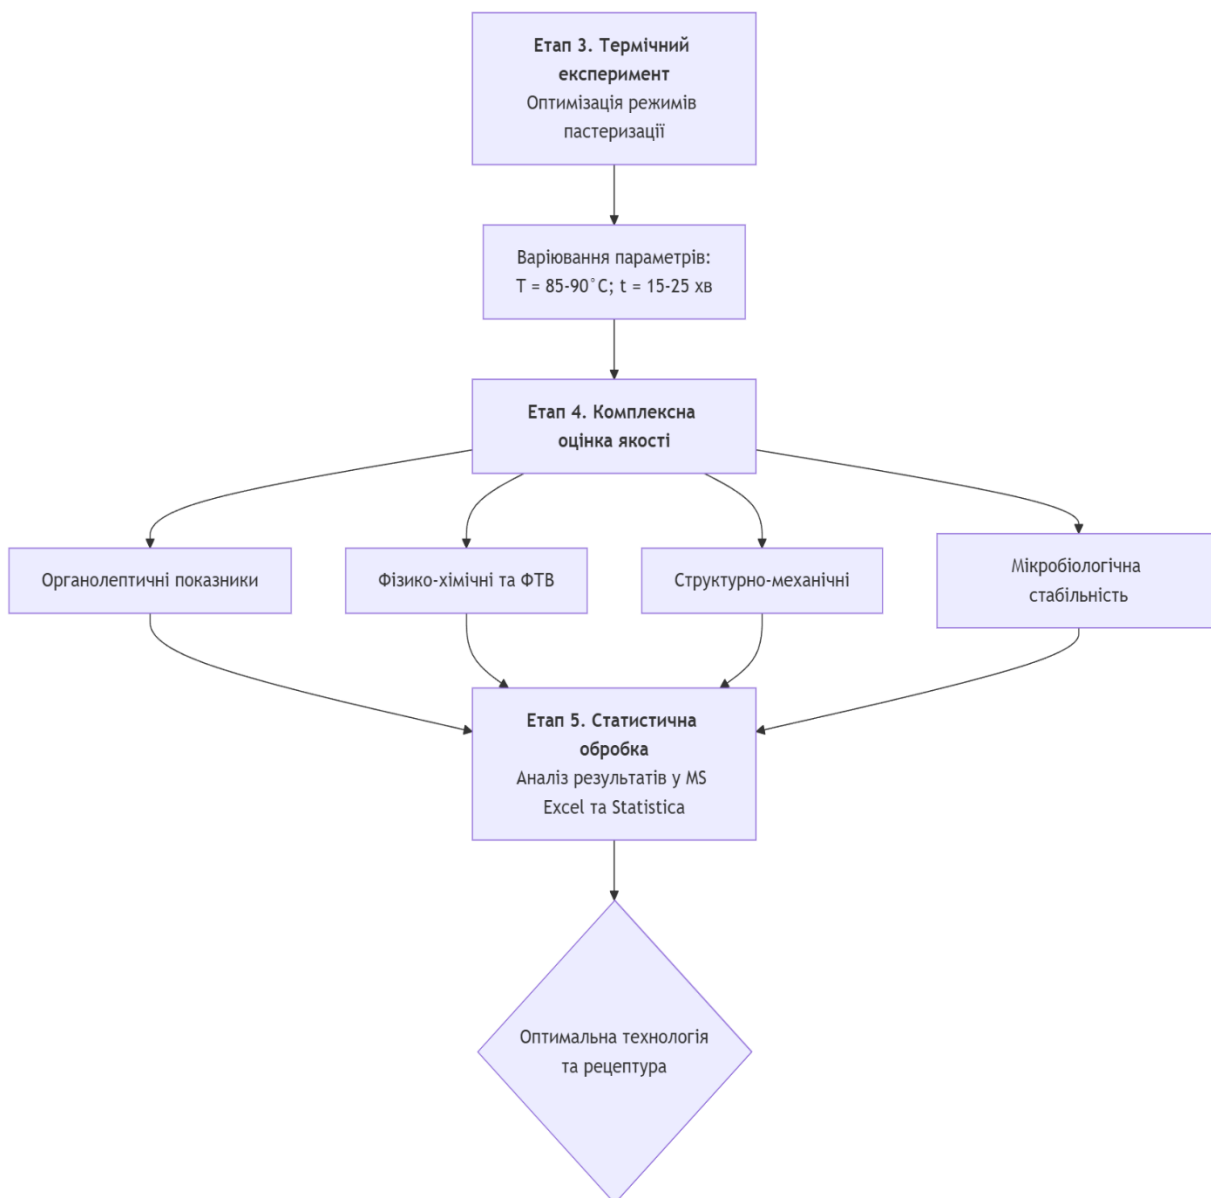 Етап 3. Термічний
експеримент
Оптимізація режимів
пастеризації
Варіювання параметрів:
T = 85-90°C; t = 15-25 хв
Етап 4. Комплексна
оцінка якості
Органолептичні показники
Фізико-хімічні та ФТВ
Структурно-механічні
Мікробіологічна
стабільність
Етап 5. Статистична
обробка
Аналіз результатів у MS
Excel та Statistica
Оптимальна технологія
та рецептура